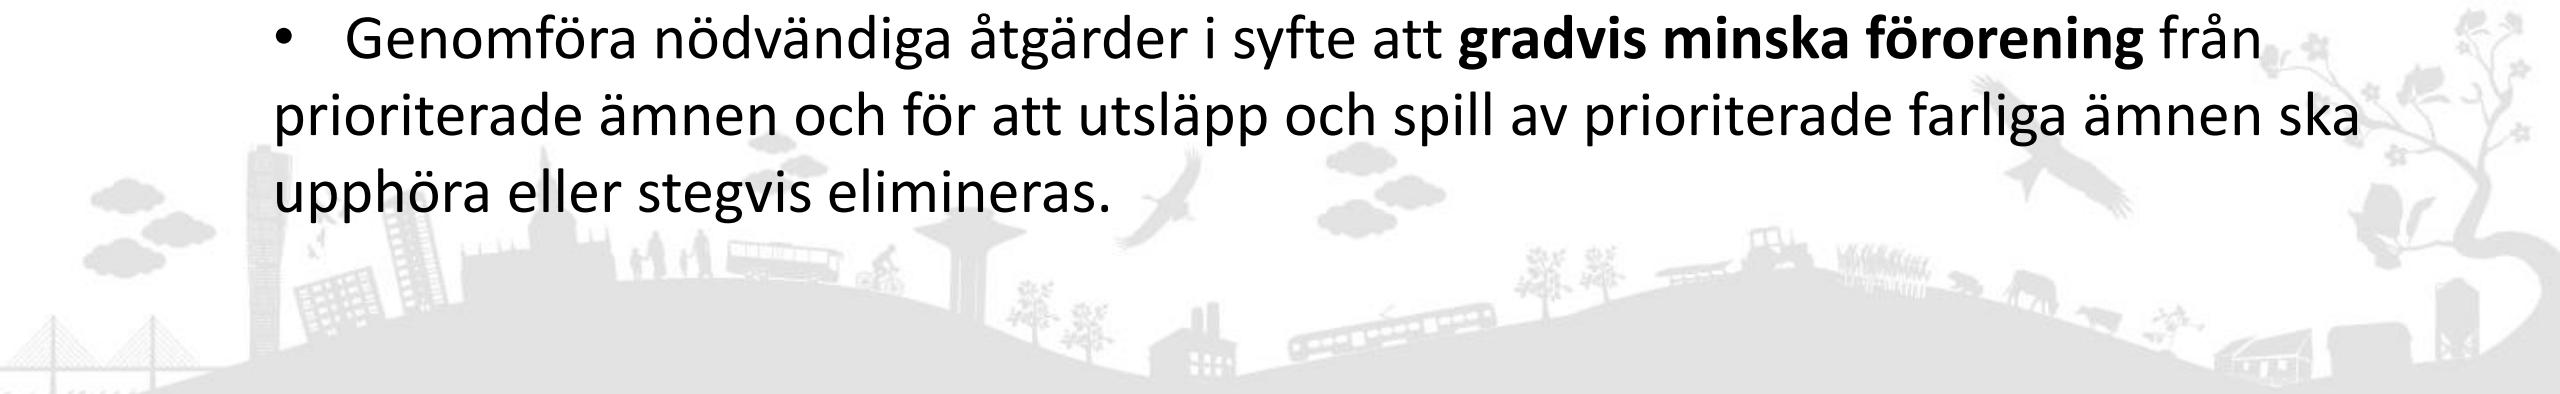 • Genomföra nödvändiga åtgärder i syfte att gradvis minska förorening från
prioriterade ämnen och för att utsläpp och spill av prioriterade farliga ämnen ska
upphöra eller stegvis elimineras.